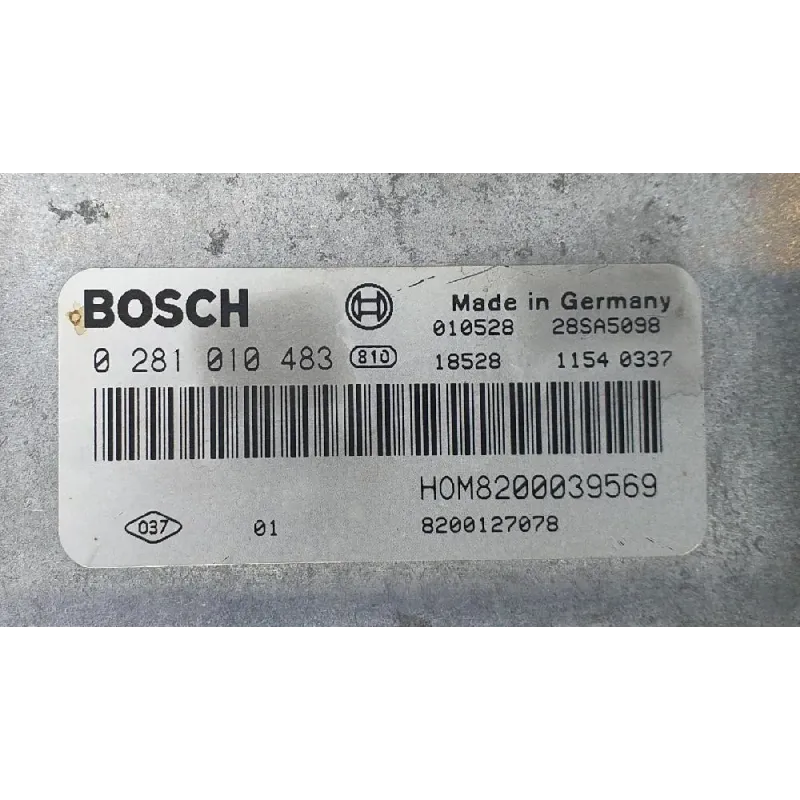 BOSCH Made in Germany
010528 28SA5098
0 281 010 483 810 18528 1154 0337
HOM8200039569
037 01 8200127078